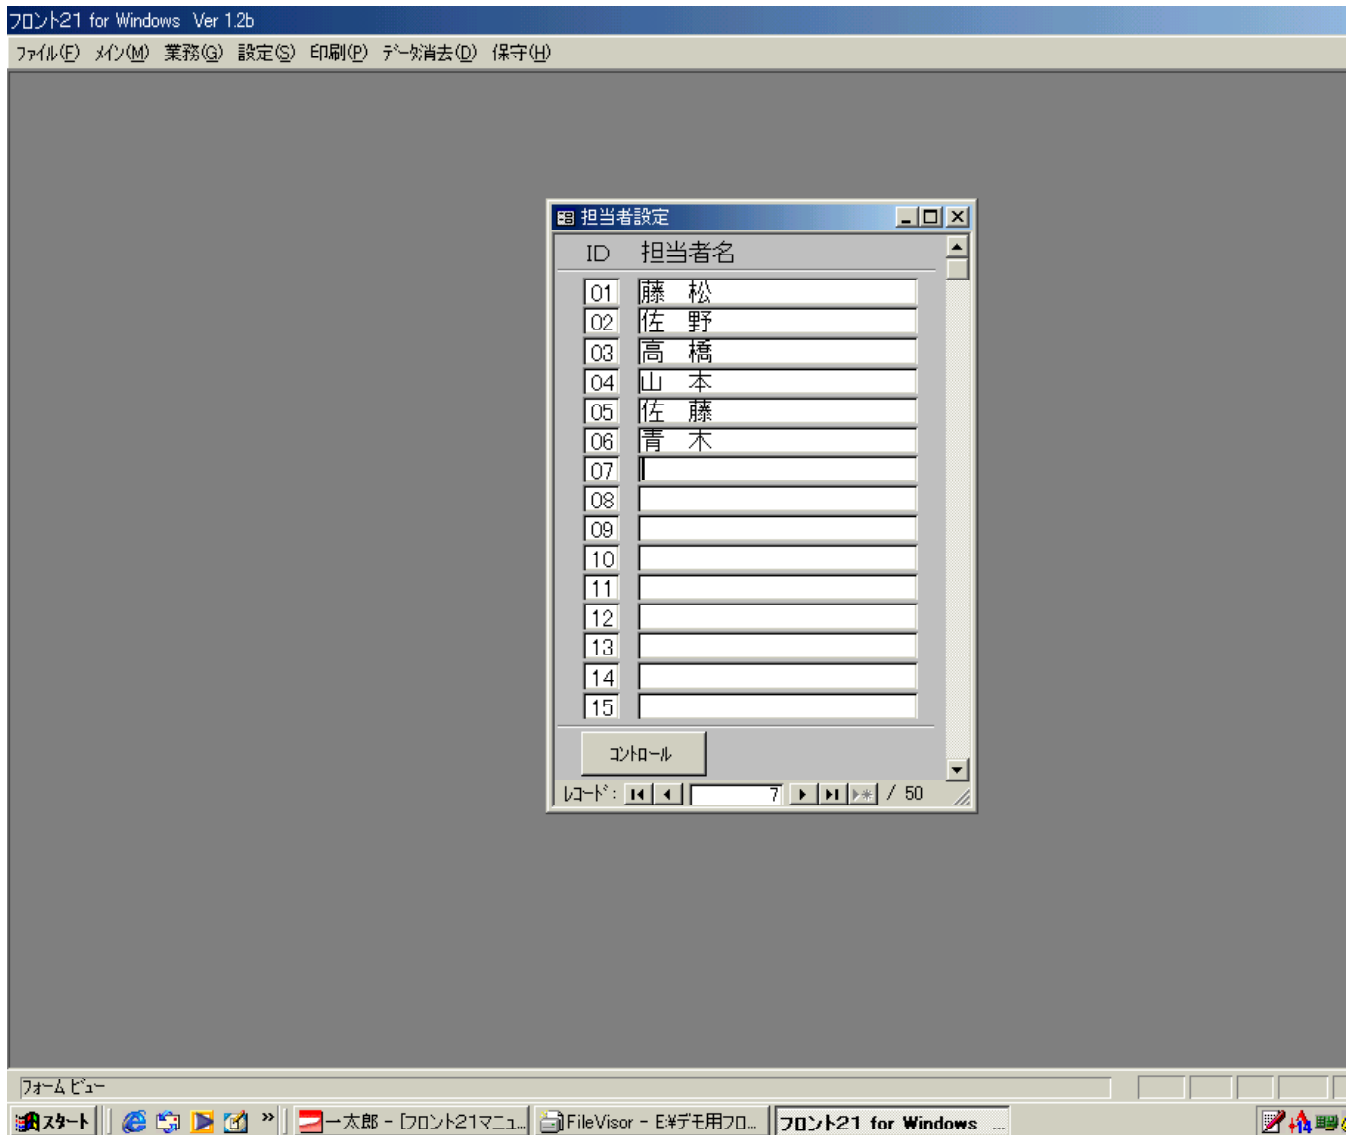 フロント21 for Windows Ver 1.2b
ファイル(F) メイン(M) 業務(G) 設定(S) 印刷(P) データ消去(D) 保守(H)
担当者設定
ID 担当者名
01 藤 松
02 佐 野
03 高 橋
04 山 本
05 佐 藤
06 青 木
07
08
09
10
11
12
13
14
15
コントロール
レコード: 7 / 50
フォーム ビュー
スタート » 一太郎 - [フロント21マニュ... FileVisor - E:¥デモ用フロ... フロント21 for Windows ... 14